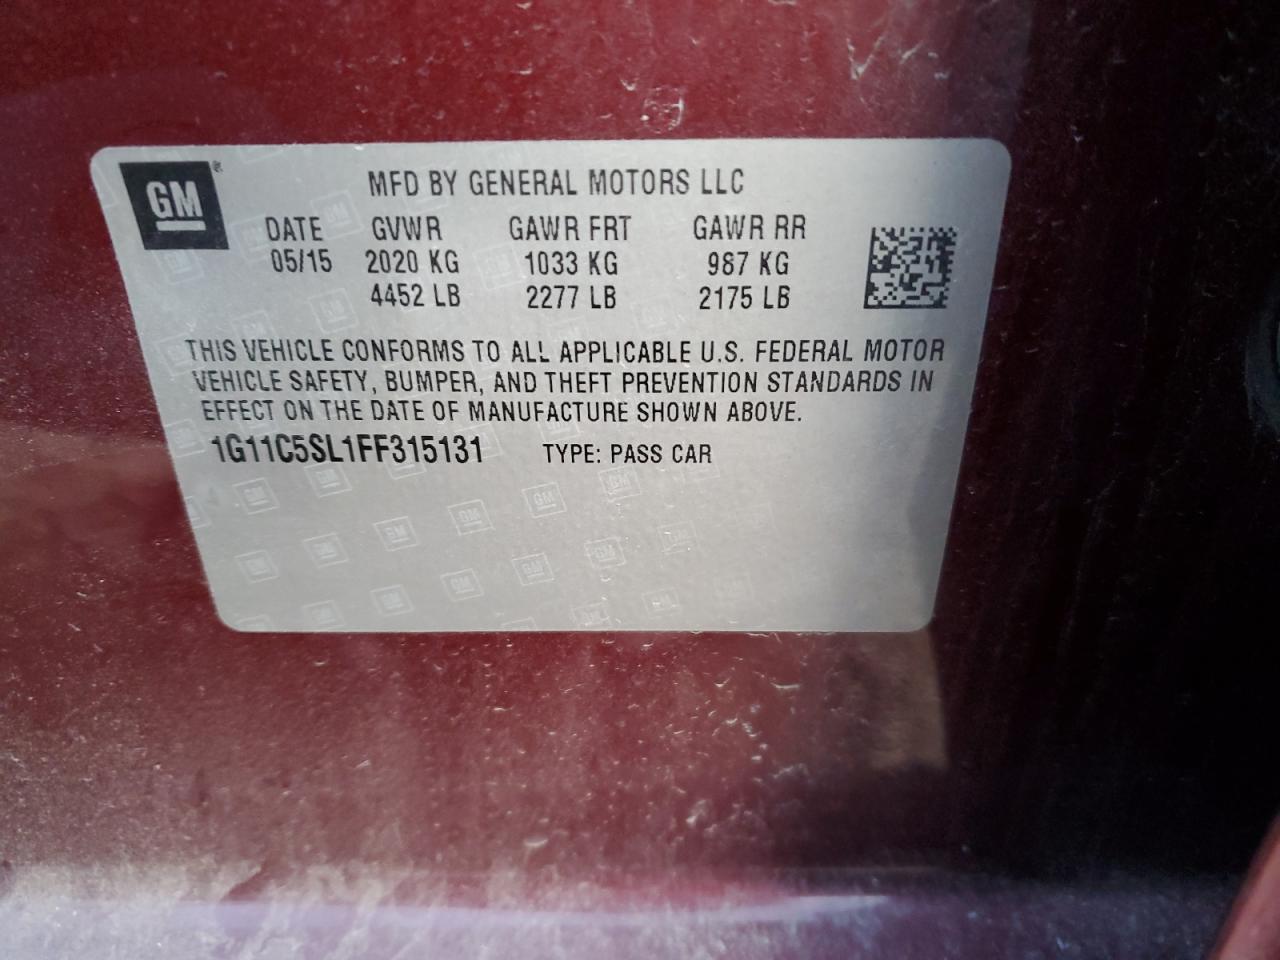 GM®
MFD BY GENERAL MOTORS LLC
DATE GVWR GAWR FRT GAWR RR
05/15 2020 KG 1033 KG 987 KG
4452 LB 2277 LB 2175 LB
THIS VEHICLE CONFORMS TO ALL APPLICABLE U.S. FEDERAL MOTOR
VEHICLE SAFETY, BUMPER, AND THEFT PREVENTION STANDARDS IN
EFFECT ON THE DATE OF MANUFACTURE SHOWN ABOVE.
1G11C5SL1FF315131 TYPE: PASS CAR